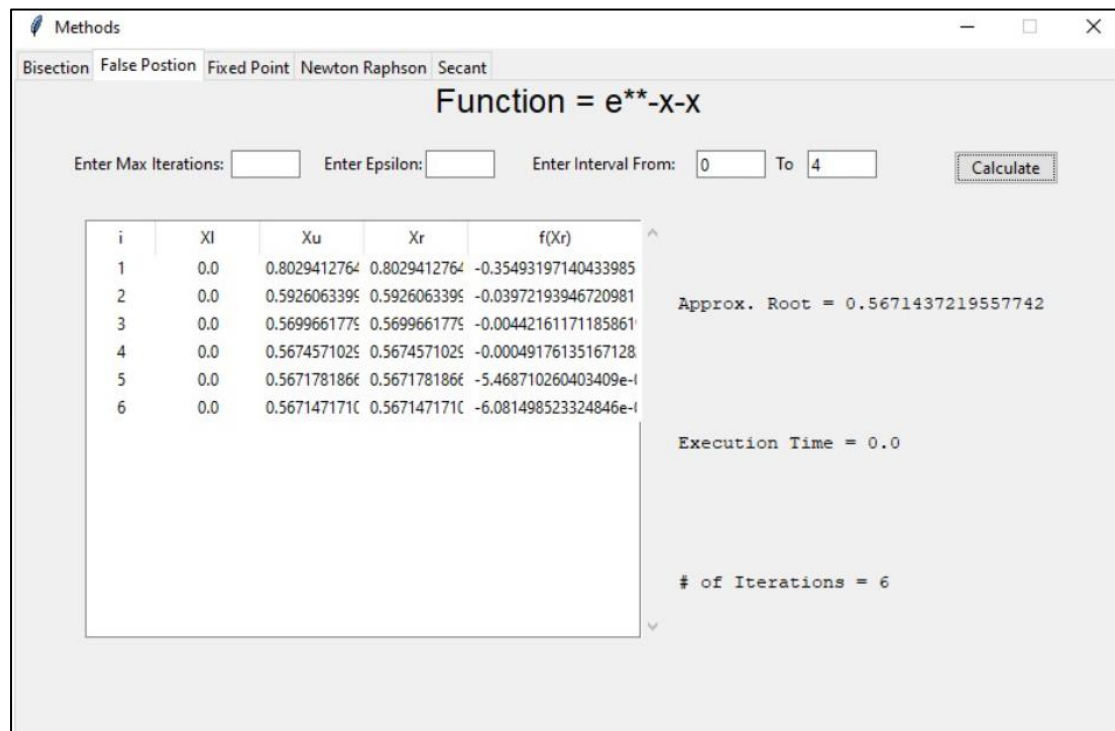 Methods
Bisection False Postion Fixed Point Newton Raphson Secant
Function = e**-x-x
Enter Max Iterations: Enter Epsilon: Enter Interval From: 0 To 4 Calculate
i Xl Xu Xr f(Xr)
1 0.0 0.8029412764 0.8029412764 -0.35493197140433985
2 0.0 0.5926063399 0.5926063399 -0.03972193946720981
3 0.0 0.5699661779 0.5699661779 -0.00442161171185861
4 0.0 0.5674571029 0.5674571029 -0.00049176135167128
5 0.0 0.5671781866 0.5671781866 -5.468710260403409e-
6 0.0 0.567147171 0.567147171 -6.081498523324846e-
Approx. Root = 0.5671437219557742
Execution Time = 0.0
# of Iterations = 6